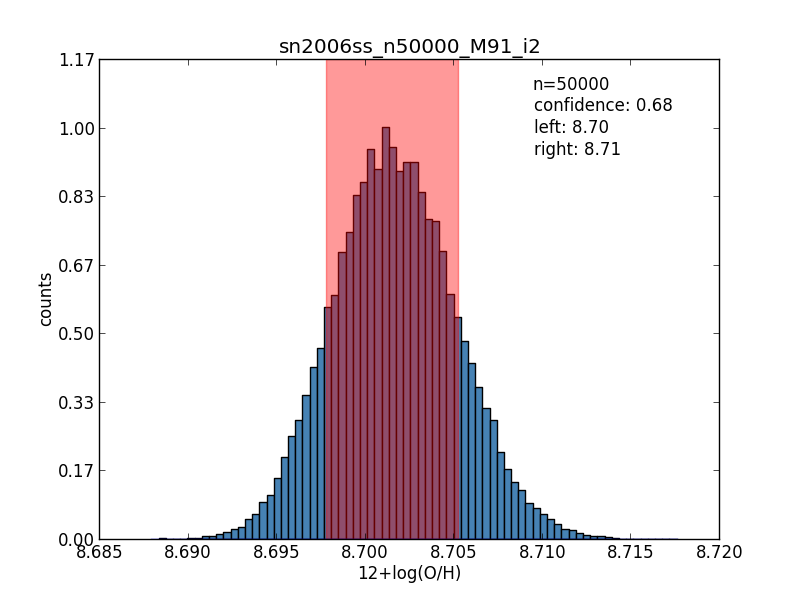 sn2006ss_n50000_M91_i2
1.17
1.00
0.83
0.67
0.50
0.33
0.17
0.00
counts
n=50000
confidence: 0.68
left: 8.70
right: 8.71
8.685 8.690 8.695 8.700 8.705 8.710 8.715 8.720
12+log(O/H)